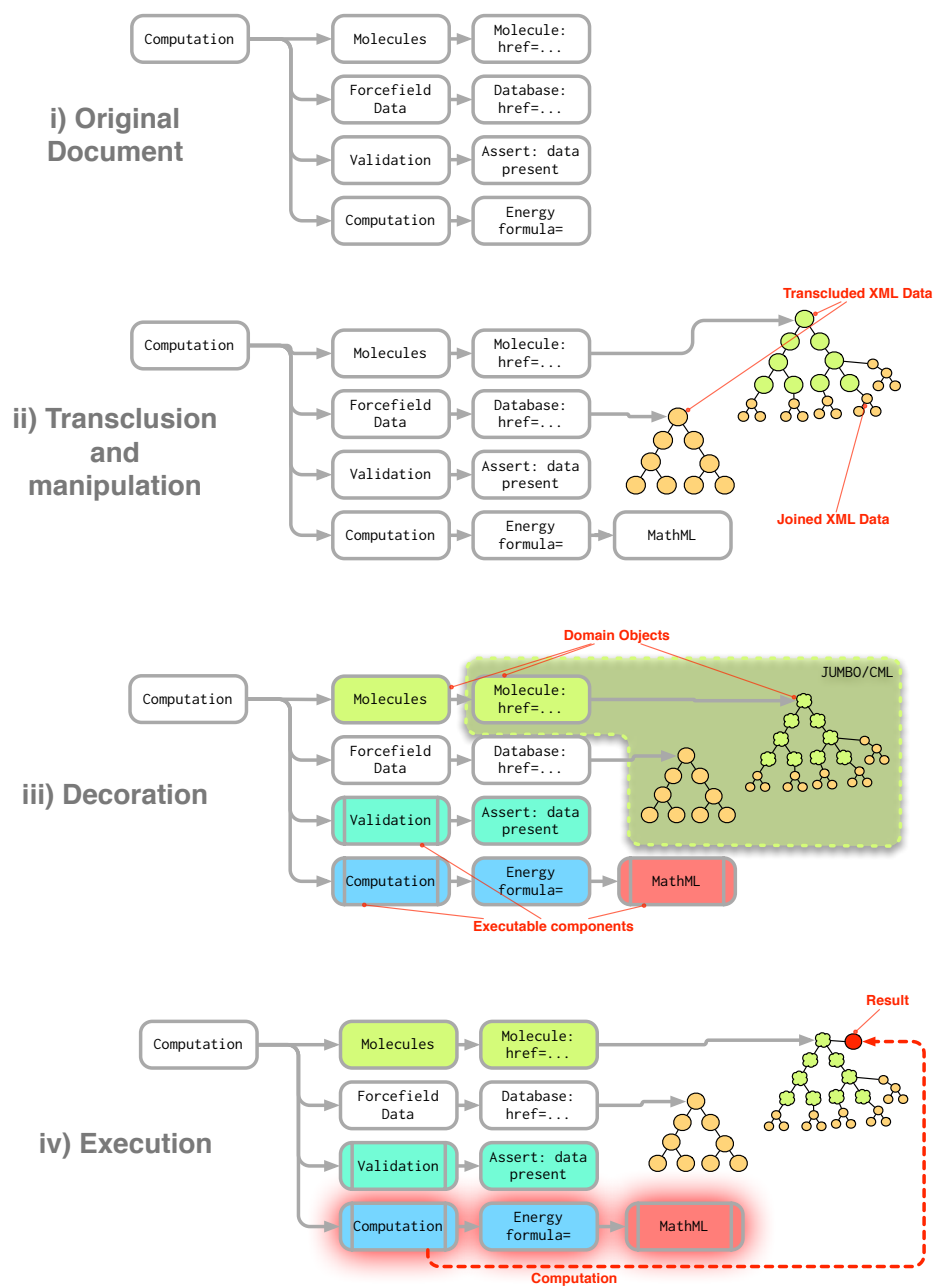 Computation
Molecules
Molecule:
href=...
Forcefield
Data
Database:
href=...
i) Original
Document
Validation
Assert: data
present
Computation
Energy
formula=
Transcluded XML Data
Computation
Molecules
Molecule:
href=...
Forcefield
Data
Database:
href=...
ii) Transclusion
and
manipulation
Validation
Assert: data
present
Joined XML Data
Computation
Energy
formula=
MathML
Domain Objects
JUMBO/CML
Computation
Molecules
Molecule:
href=...
Forcefield
Data
Database:
href=...
iii) Decoration
Validation
Assert: data
present
Computation
Energy
formula=
MathML
Executable components
Result
Computation
Molecules
Molecule:
href=...
Forcefield
Data
Database:
href=...
iv) Execution
Validation
Assert: data
present
Computation
Energy
formula=
MathML
Computation